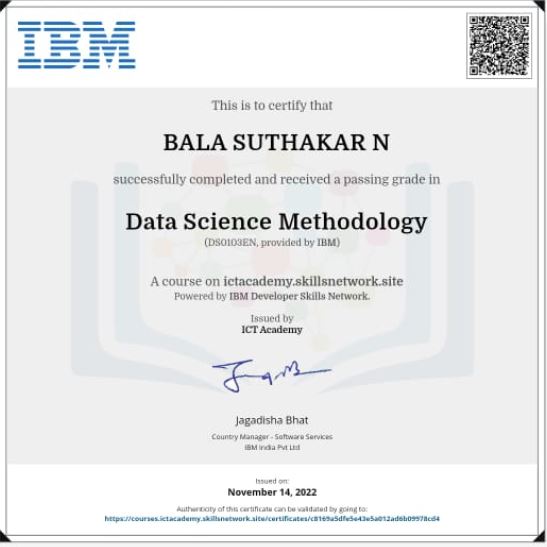 IBM
This is to certify that
BALA SUTHAKAR N
successfully completed and received a passing grade in
Data Science Methodology
(DS0103EN, provided by IBM)
A course on ictacademy.skillsnetwork.site
Powered by IBM Developer Skills Network.
Issued by
ICT Academy
Jagadisha Bhat
Country Manager - Software Services
IBM India Pvt Ltd
Issued on:
November 14, 2022
Authenticity of this certificate can be validated by going to:
https://courses.ictacademy.skillsnetwork.site/certificates/c8169a5dfe5e43e5a012ad6b09978cd4